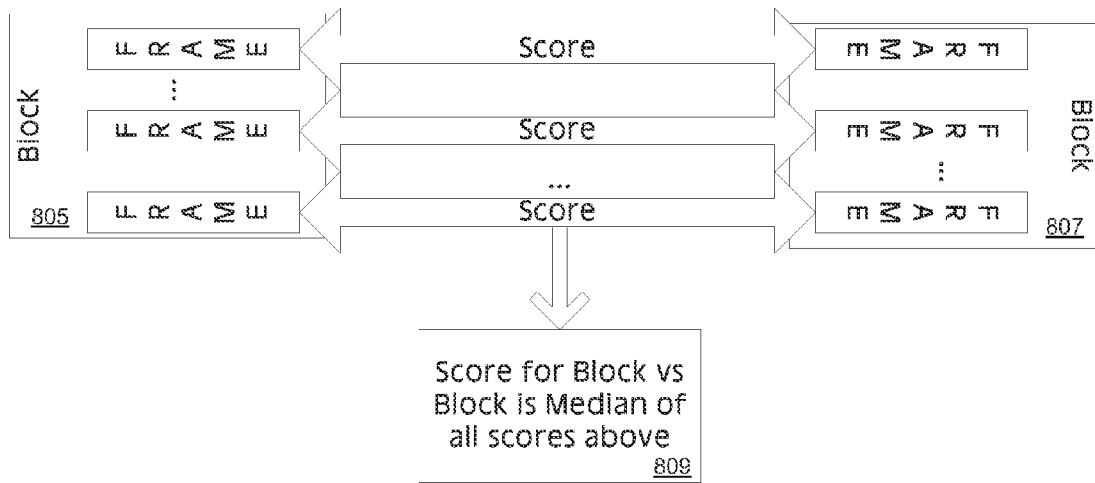 Block
805
FRAME
...
FRAME
FRAME
Score
Score
...
Score
FRAME
FRAME
...
FRAME
Block
807
Score for Block vs
Block is Median of
all scores above
809